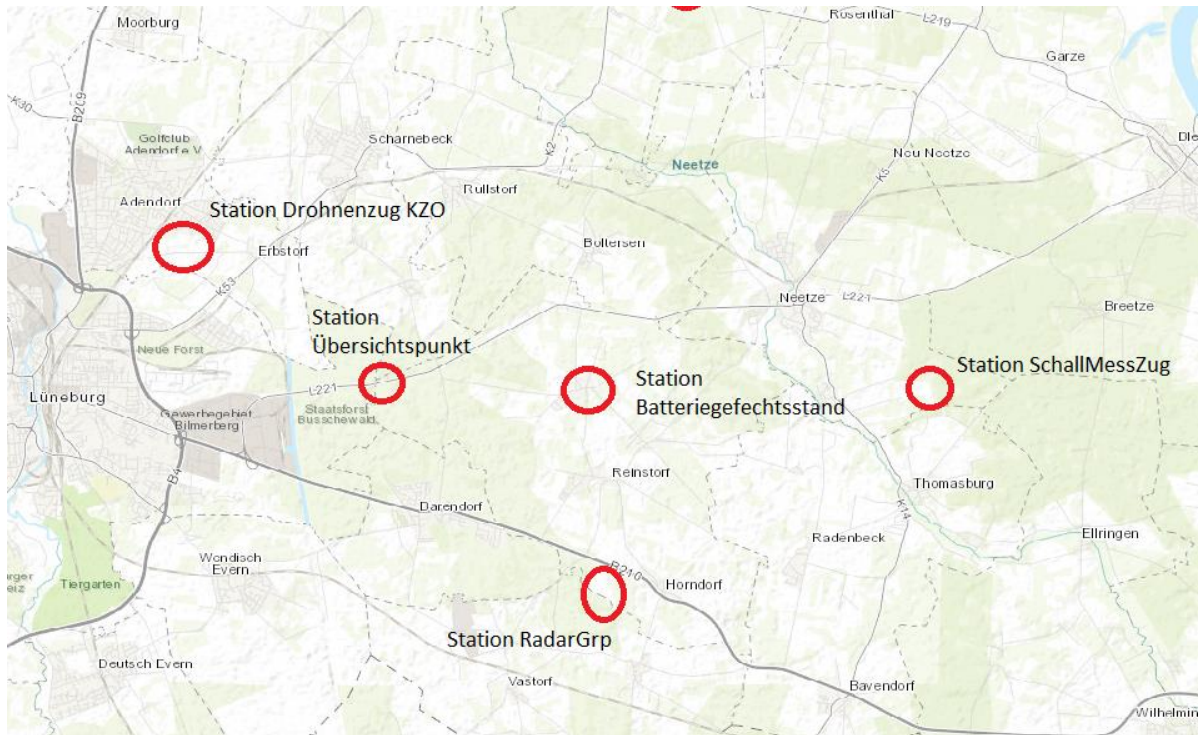 Moorburg
Rosenthal
L219
Garze
K30
B209
Golfclub
Adendorf e.V.
Scharnebeck
K2
Neetze
K5
Neu Neetze
Adendorf
Station Drohnenzug KZO
Rullstorf
Erbstorf
Boltersen
K53
Neetze
L221
Breetze
Station
Übersichtspunkt
Neue Forst
L221
Station
Batteriegefechtsstand
Station SchallMessZug
Lüneburg
Gewerbegebiet
Bilmerberg
Staatsforst
Busschewald
B4
Reinstorf
Thomasburg
Darendorf
K14
Radenbeck
Ellringen
Wendisch
Evern
Tiergarten
B210
Horndorf
Station RadarGrp
Deutsch Evern
Vastorf
Bavendorf
Wilhelmin